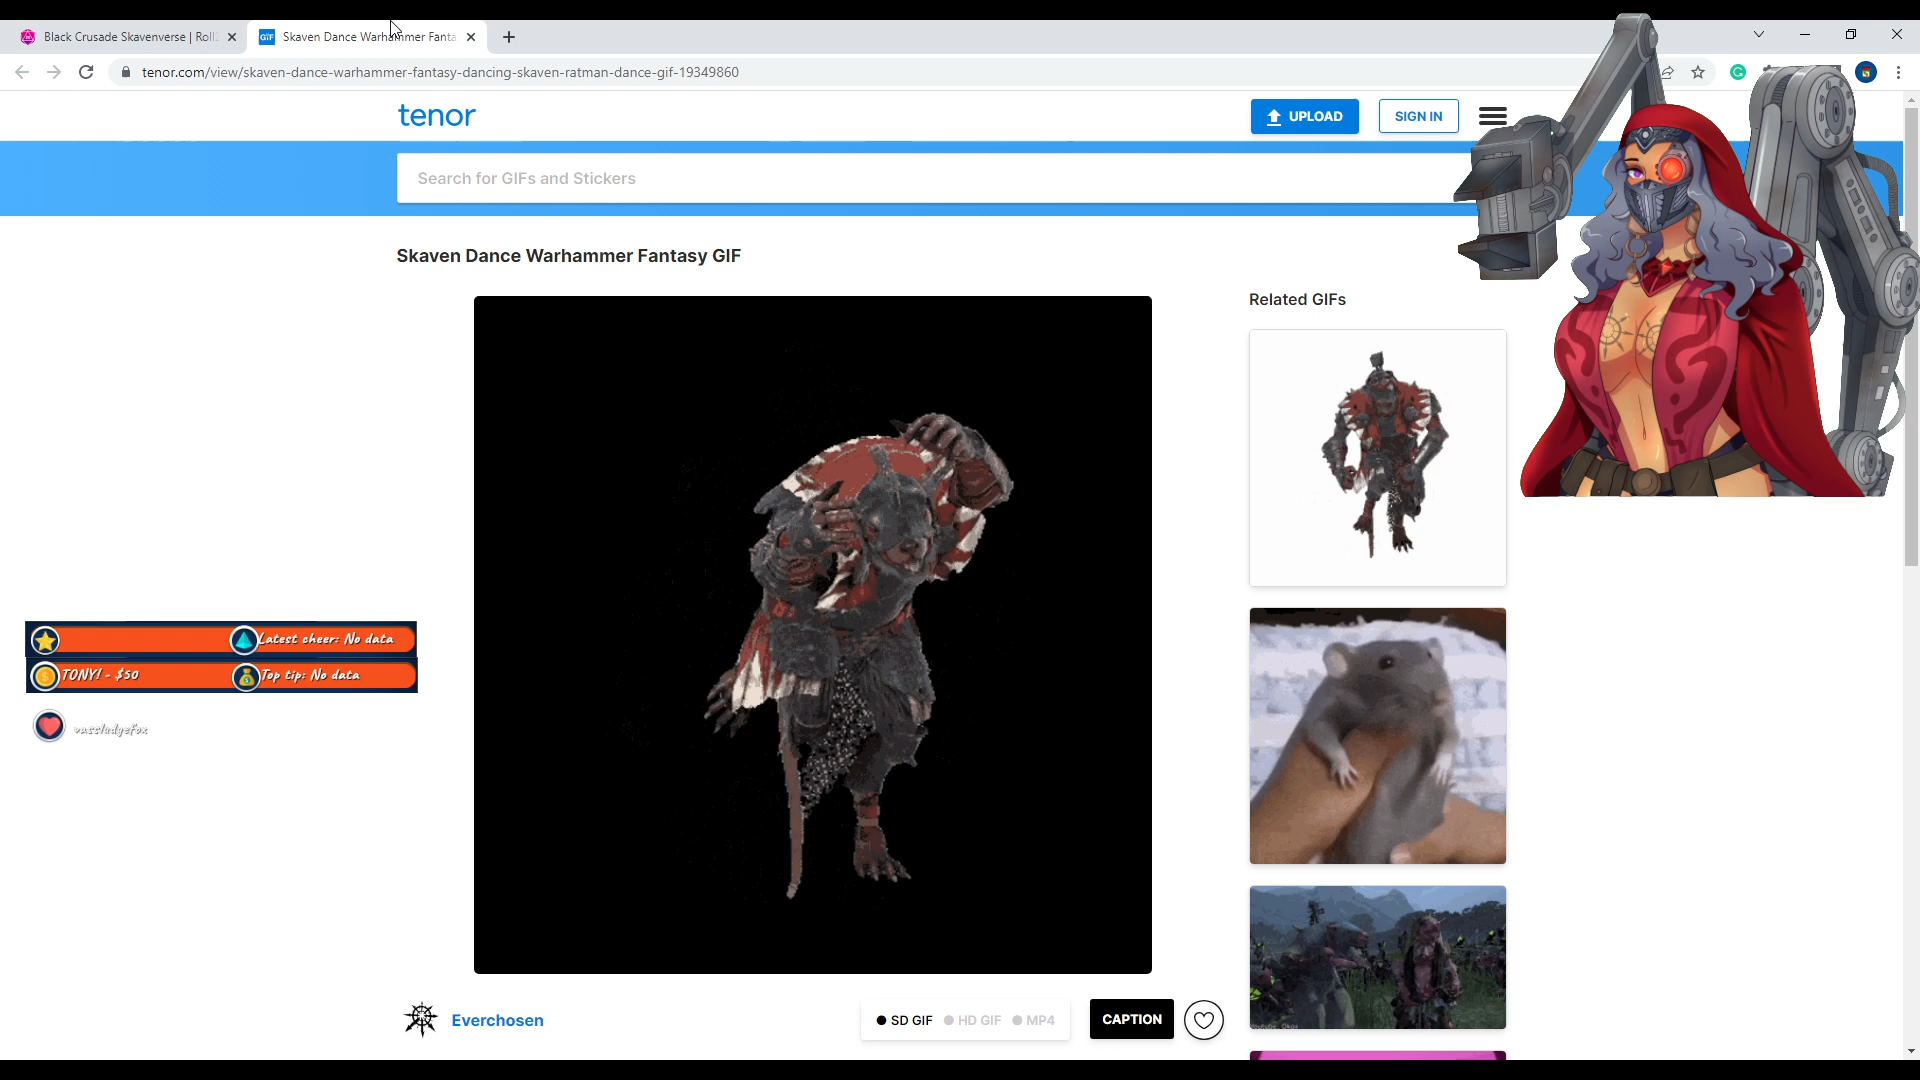 Black Crusade Skavenverse | Roll2
Skaven Dance Warhammer Fanta
tenor.com/view/skaven-dance-warhammer-fantasy-dancing-skaven-ratman-dance-gif-19349860
tenor
UPLOAD
SIGN IN
Search for GIFs and Stickers
Skaven Dance Warhammer Fantasy GIF
Related GIFs
Latest cheer: No data
TONY! - $50
Top tip: No data
vassludgefox
Everchosen
SD GIF
HD GIF
MP4
CAPTION